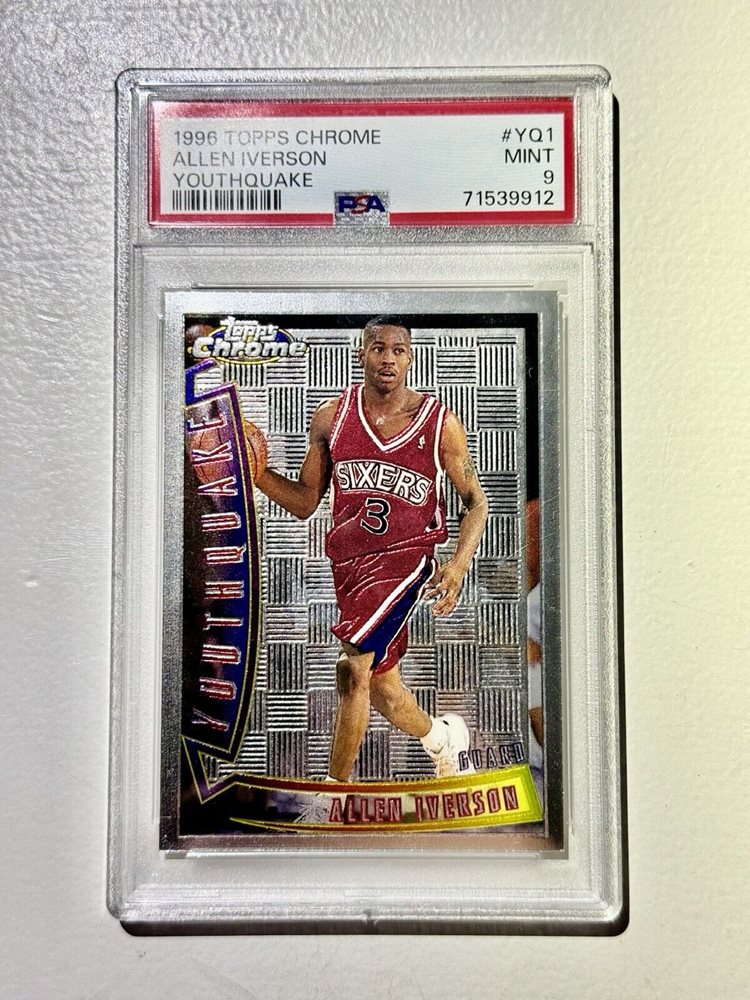 1996 TOPPS CHROME #YQ1
ALLEN IVERSON MINT
YOUTHQUAKE 9
PSA 71539912
Topps
Chrome
YOUTHQUAKE
SIXERS
3
GUARD
ALLEN IVERSON